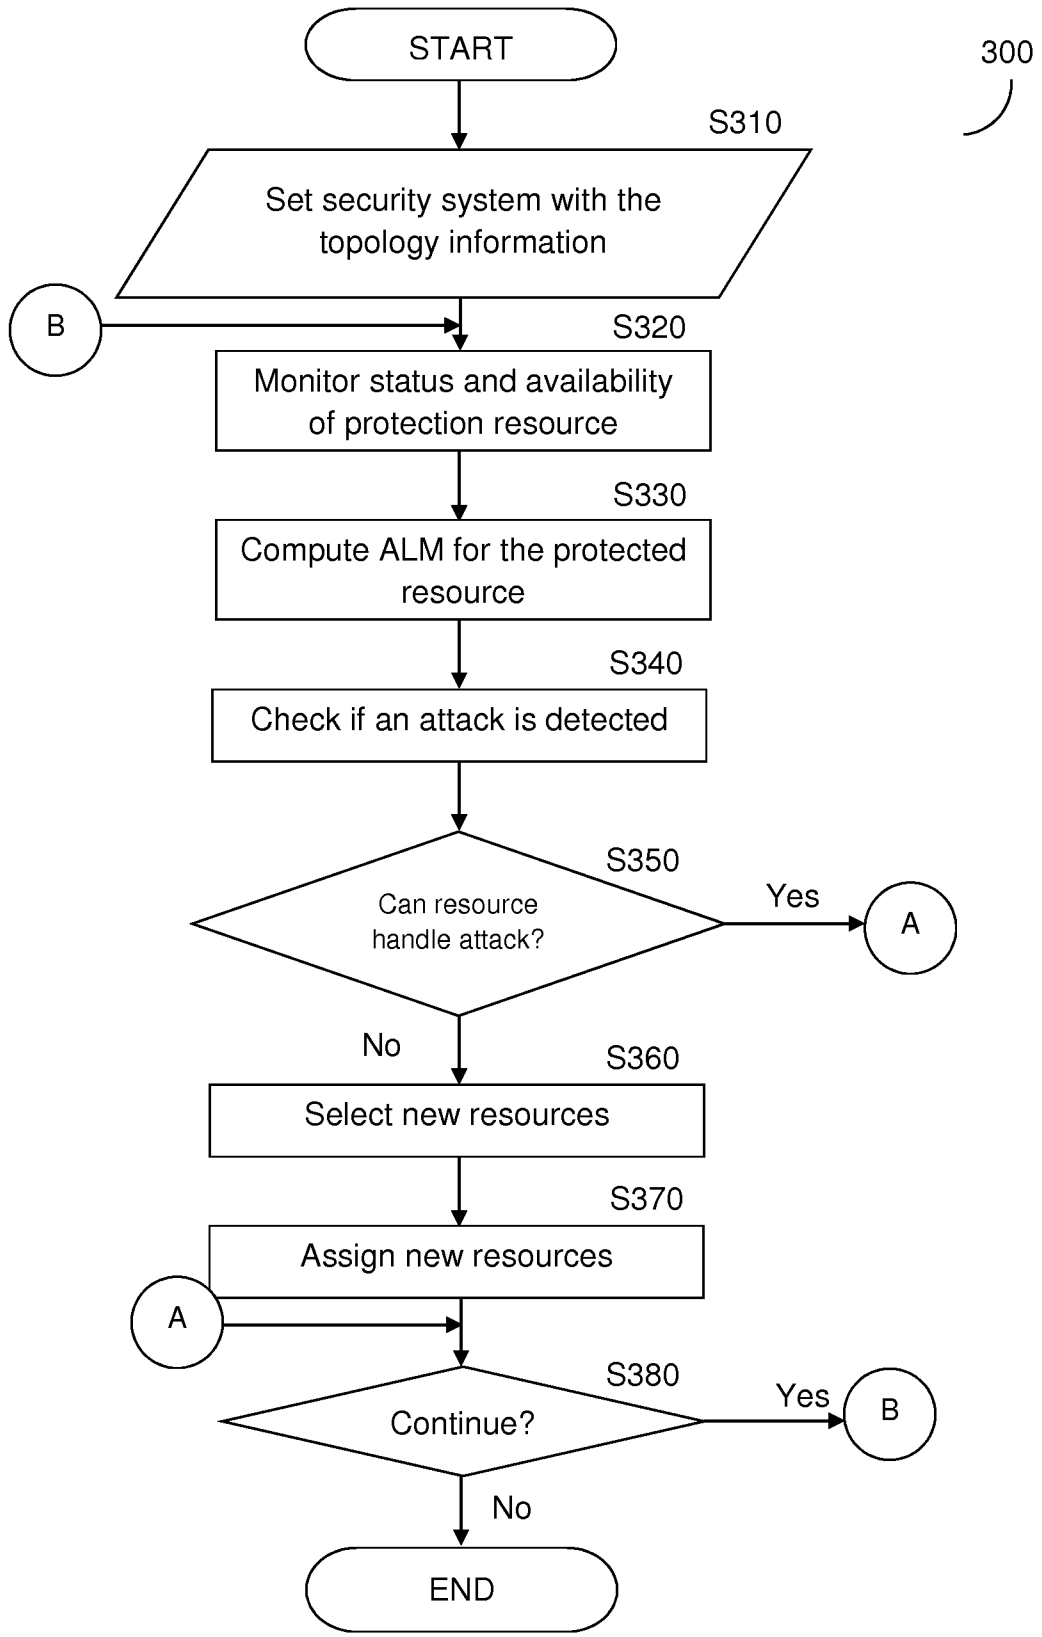 START
300
S310
Set security system with the
topology information
B
S320
Monitor status and availability
of protection resource
S330
Compute ALM for the protected
resource
S340
Check if an attack is detected
S350
Can resource
handle attack?
Yes
A
No
S360
Select new resources
S370
Assign new resources
A
S380
Continue?
Yes
B
No
END